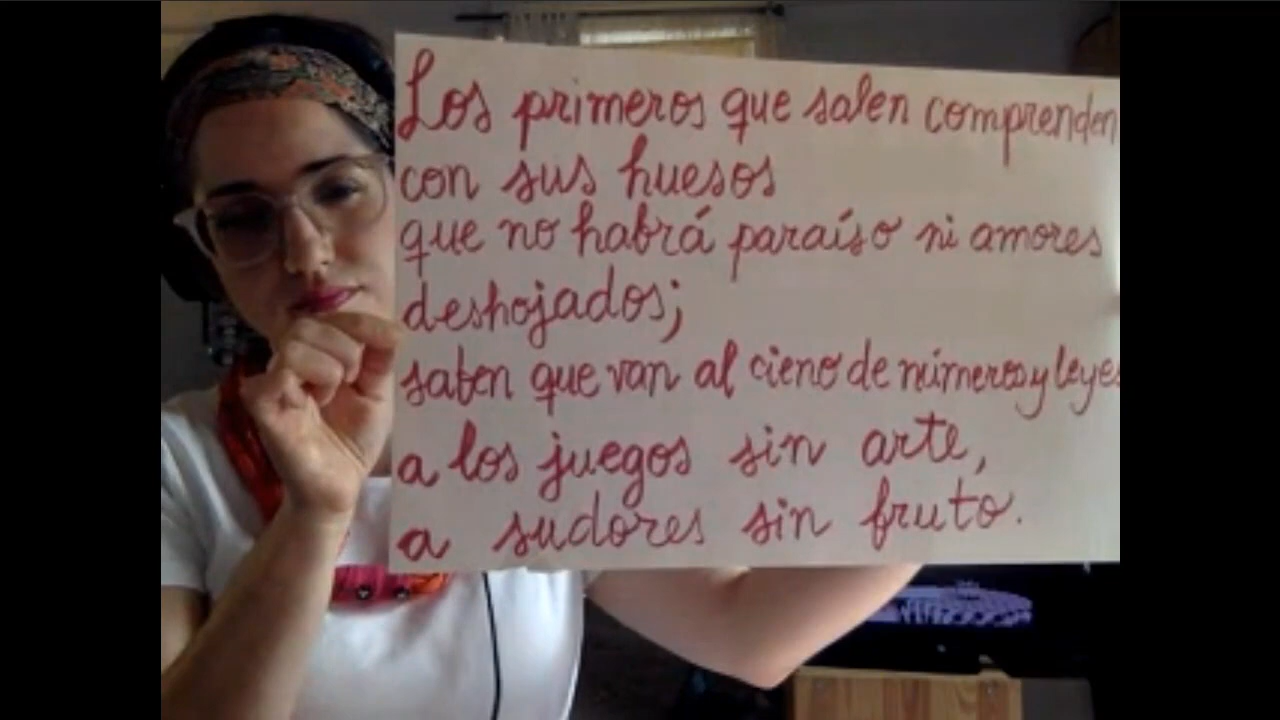 Los primeros que salen comprenden
con sus huesos
que no habrá paraíso ni amores
deshojados;
saben que van al cieno de números y leyes
a los juegos sin arte,
a sudores sin fruto.